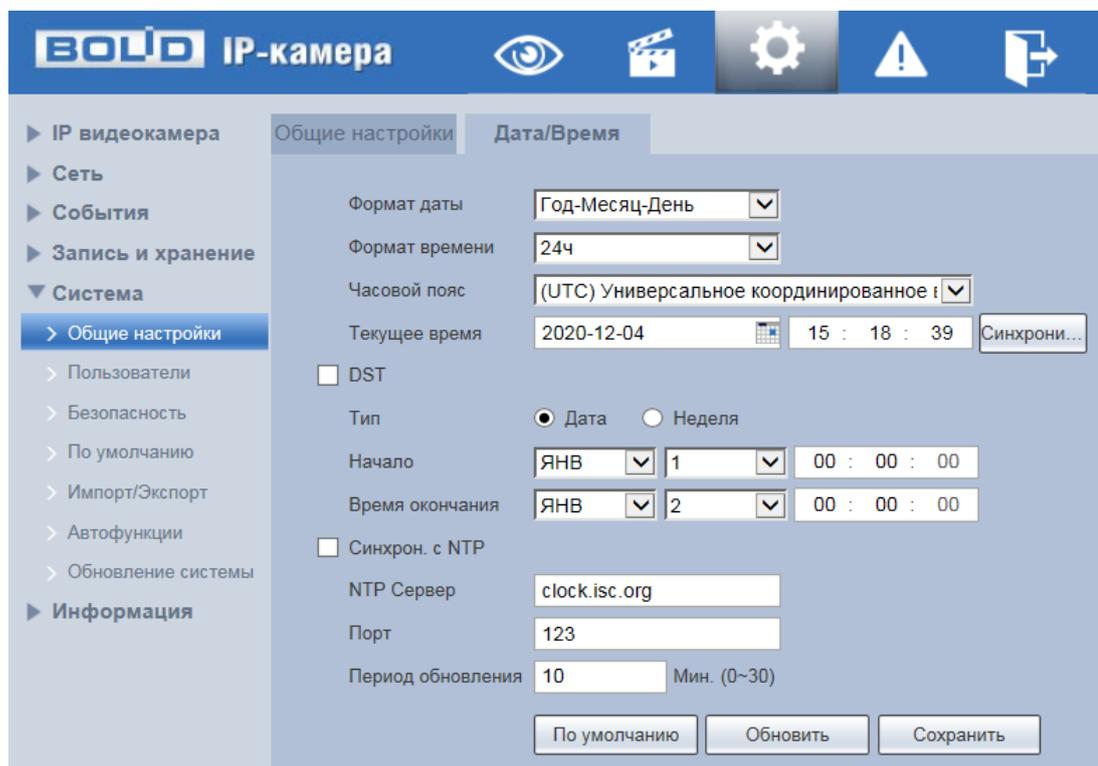 BOLID IP-камера
IP видеокамера
Сеть
События
Запись и хранение
Система
Общие настройки
Пользователи
Безопасность
По умолчанию
Импорт/Экспорт
Автофункции
Обновление системы
Информация
Общие настройки Дата/Время
Формат даты Год-Месяц-День
Формат времени 24ч
Часовой пояс (UTC) Универсальное координированное в
Текущее время 2020-12-04 15 : 18 : 39 Синхрони...
DST
Тип Дата Неделя
Начало ЯНВ 1 00 : 00 : 00
Время окончания ЯНВ 2 00 : 00 : 00
Синхрон. с NTP
NTP Сервер clock.isc.org
Порт 123
Период обновления 10 Мин. (0~30)
По умолчанию Обновить Сохранить